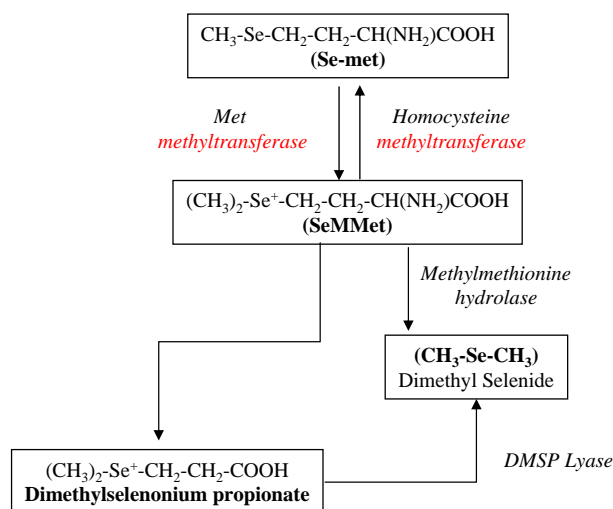 CH₃-Se-CH₂-CH₂-CH(NH₂)COOH
(Se-met)
Met
methyltransferase
Homocysteine
methyltransferase
(CH₃)₂-Se⁺-CH₂-CH₂-CH(NH₂)COOH
(SeMMet)
Methylmethionine
hydrolase
(CH₃-Se-CH₃)
Dimethyl Selenide
DMSP Lyase
(CH₃)₂-Se⁺-CH₂-CH₂-COOH
Dimethylselenonium propionate